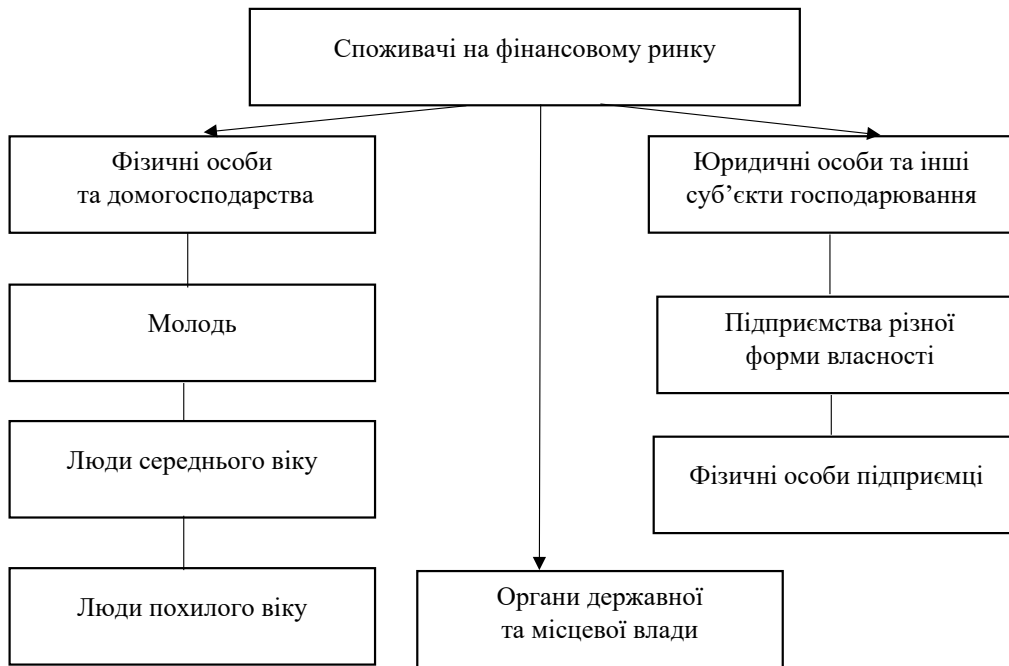 Споживачі на фінансовому ринку
Фізичні особи
та домогосподарства
Юридичні особи та інші
суб’єкти господарювання
Молодь
Підприємства різної
форми власності
Люди середнього віку
Фізичні особи підприємці
Люди похилого віку
Органи державної
та місцевої влади